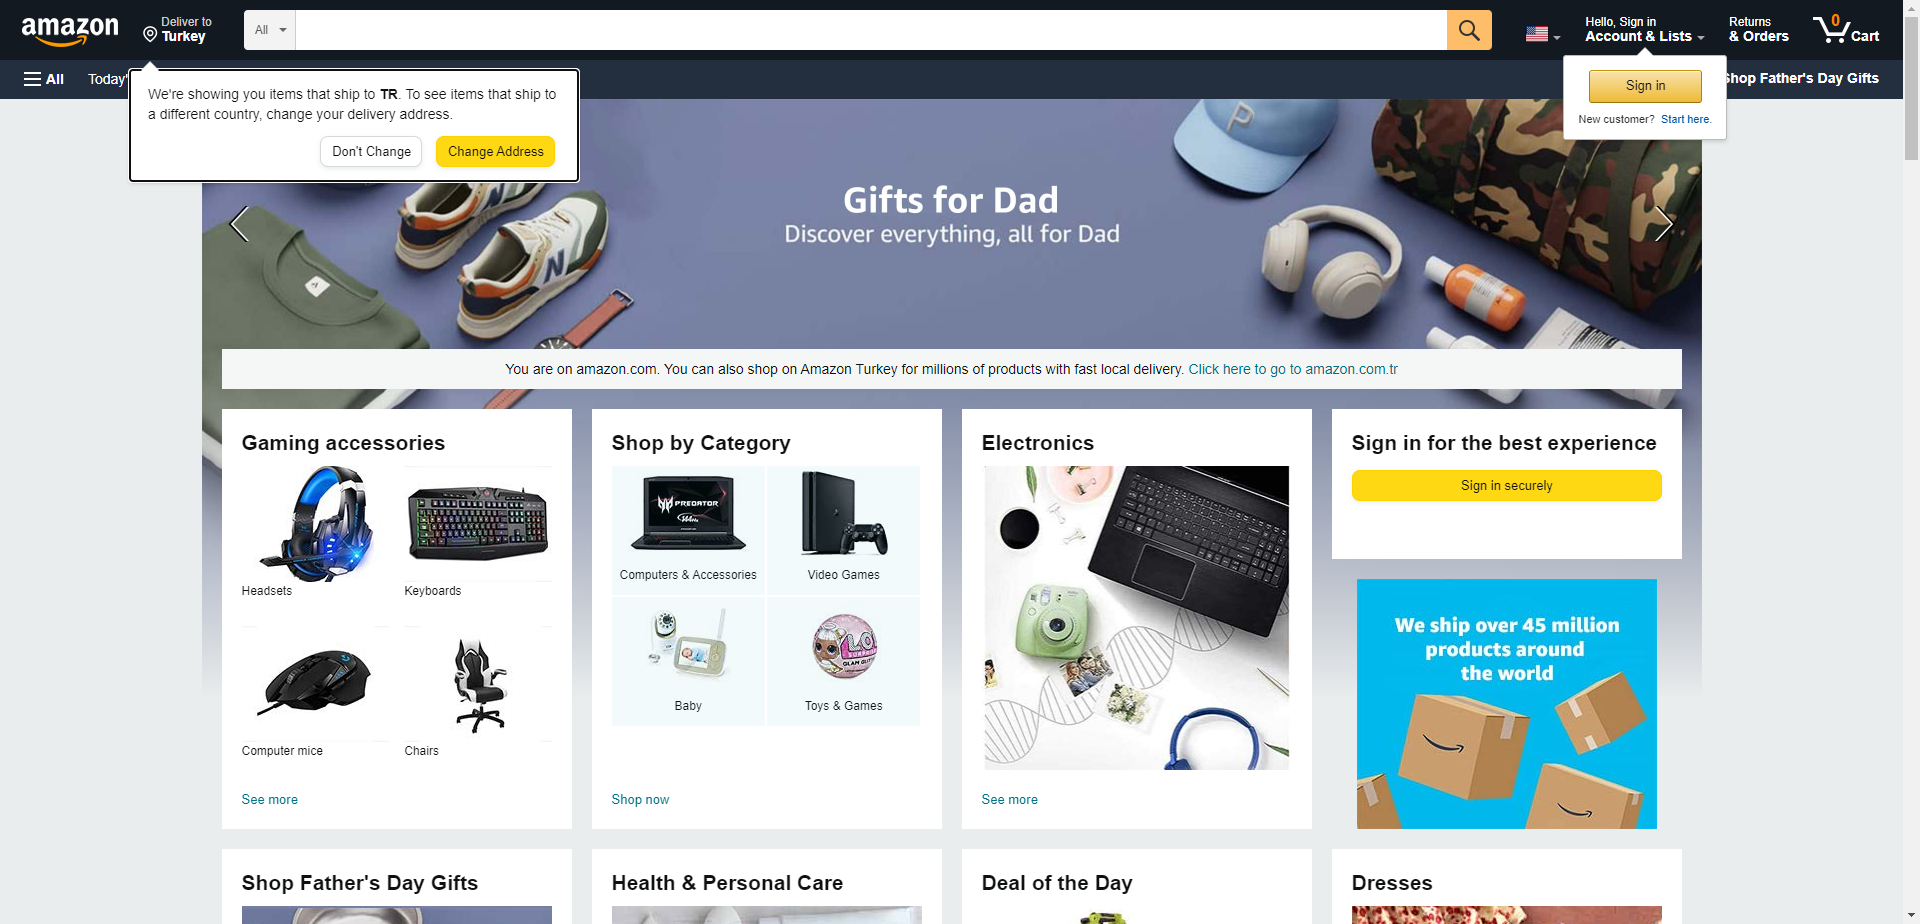 amazon
Deliver to
Turkey
All
Hello, Sign in
Account & Lists
Returns
& Orders
0
Cart
All
Today'
Shop Father's Day Gifts
We're showing you items that ship to TR. To see items that ship to
a different country, change your delivery address.
Don't Change
Change Address
Sign in
New customer? Start here.
Gifts for Dad
Discover everything, all for Dad
You are on amazon.com. You can also shop on Amazon Turkey for millions of products with fast local delivery. Click here to go to amazon.com.tr
Gaming accessories
Headsets
Keyboards
Computer mice
Chairs
See more
Shop by Category
PREDATOR
Computers & Accessories
Video Games
Baby
L.O.L
SURPRISE
GLAM GLITTER
Toys & Games
Shop now
Electronics
See more
Sign in for the best experience
Sign in securely
We ship over 45 million
products around
the world
Shop Father's Day Gifts
Health & Personal Care
Deal of the Day
Dresses